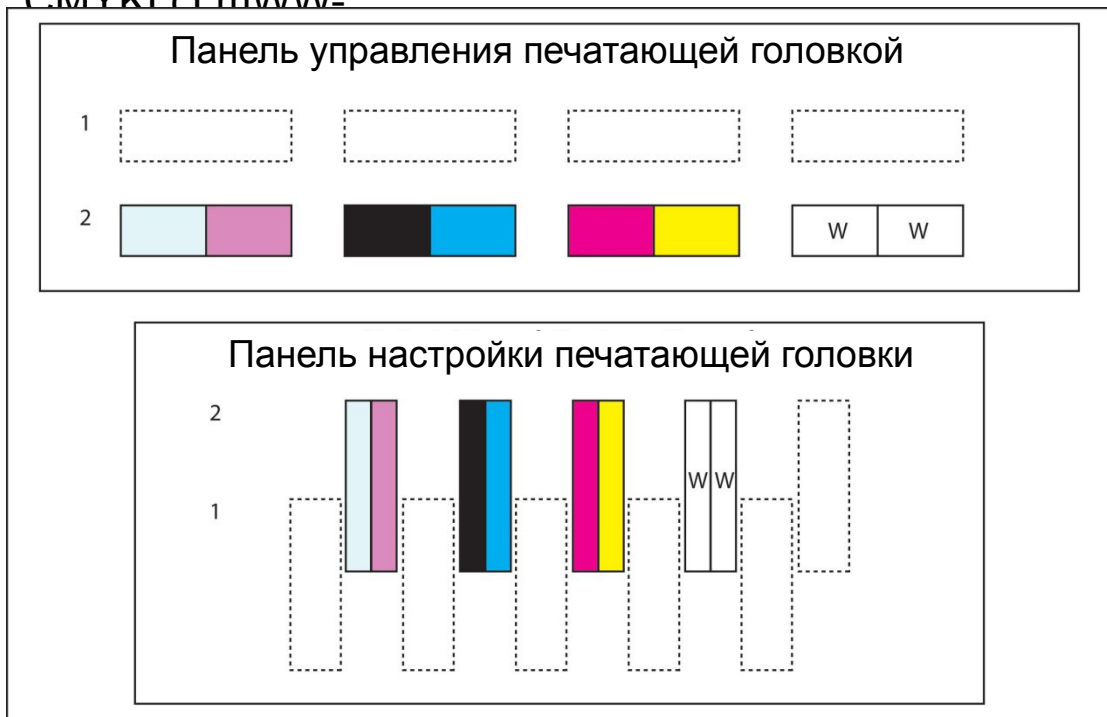 Панель управления печатающей головкой
1
2
W W
Панель настройки печатающей головки
2
W W
1